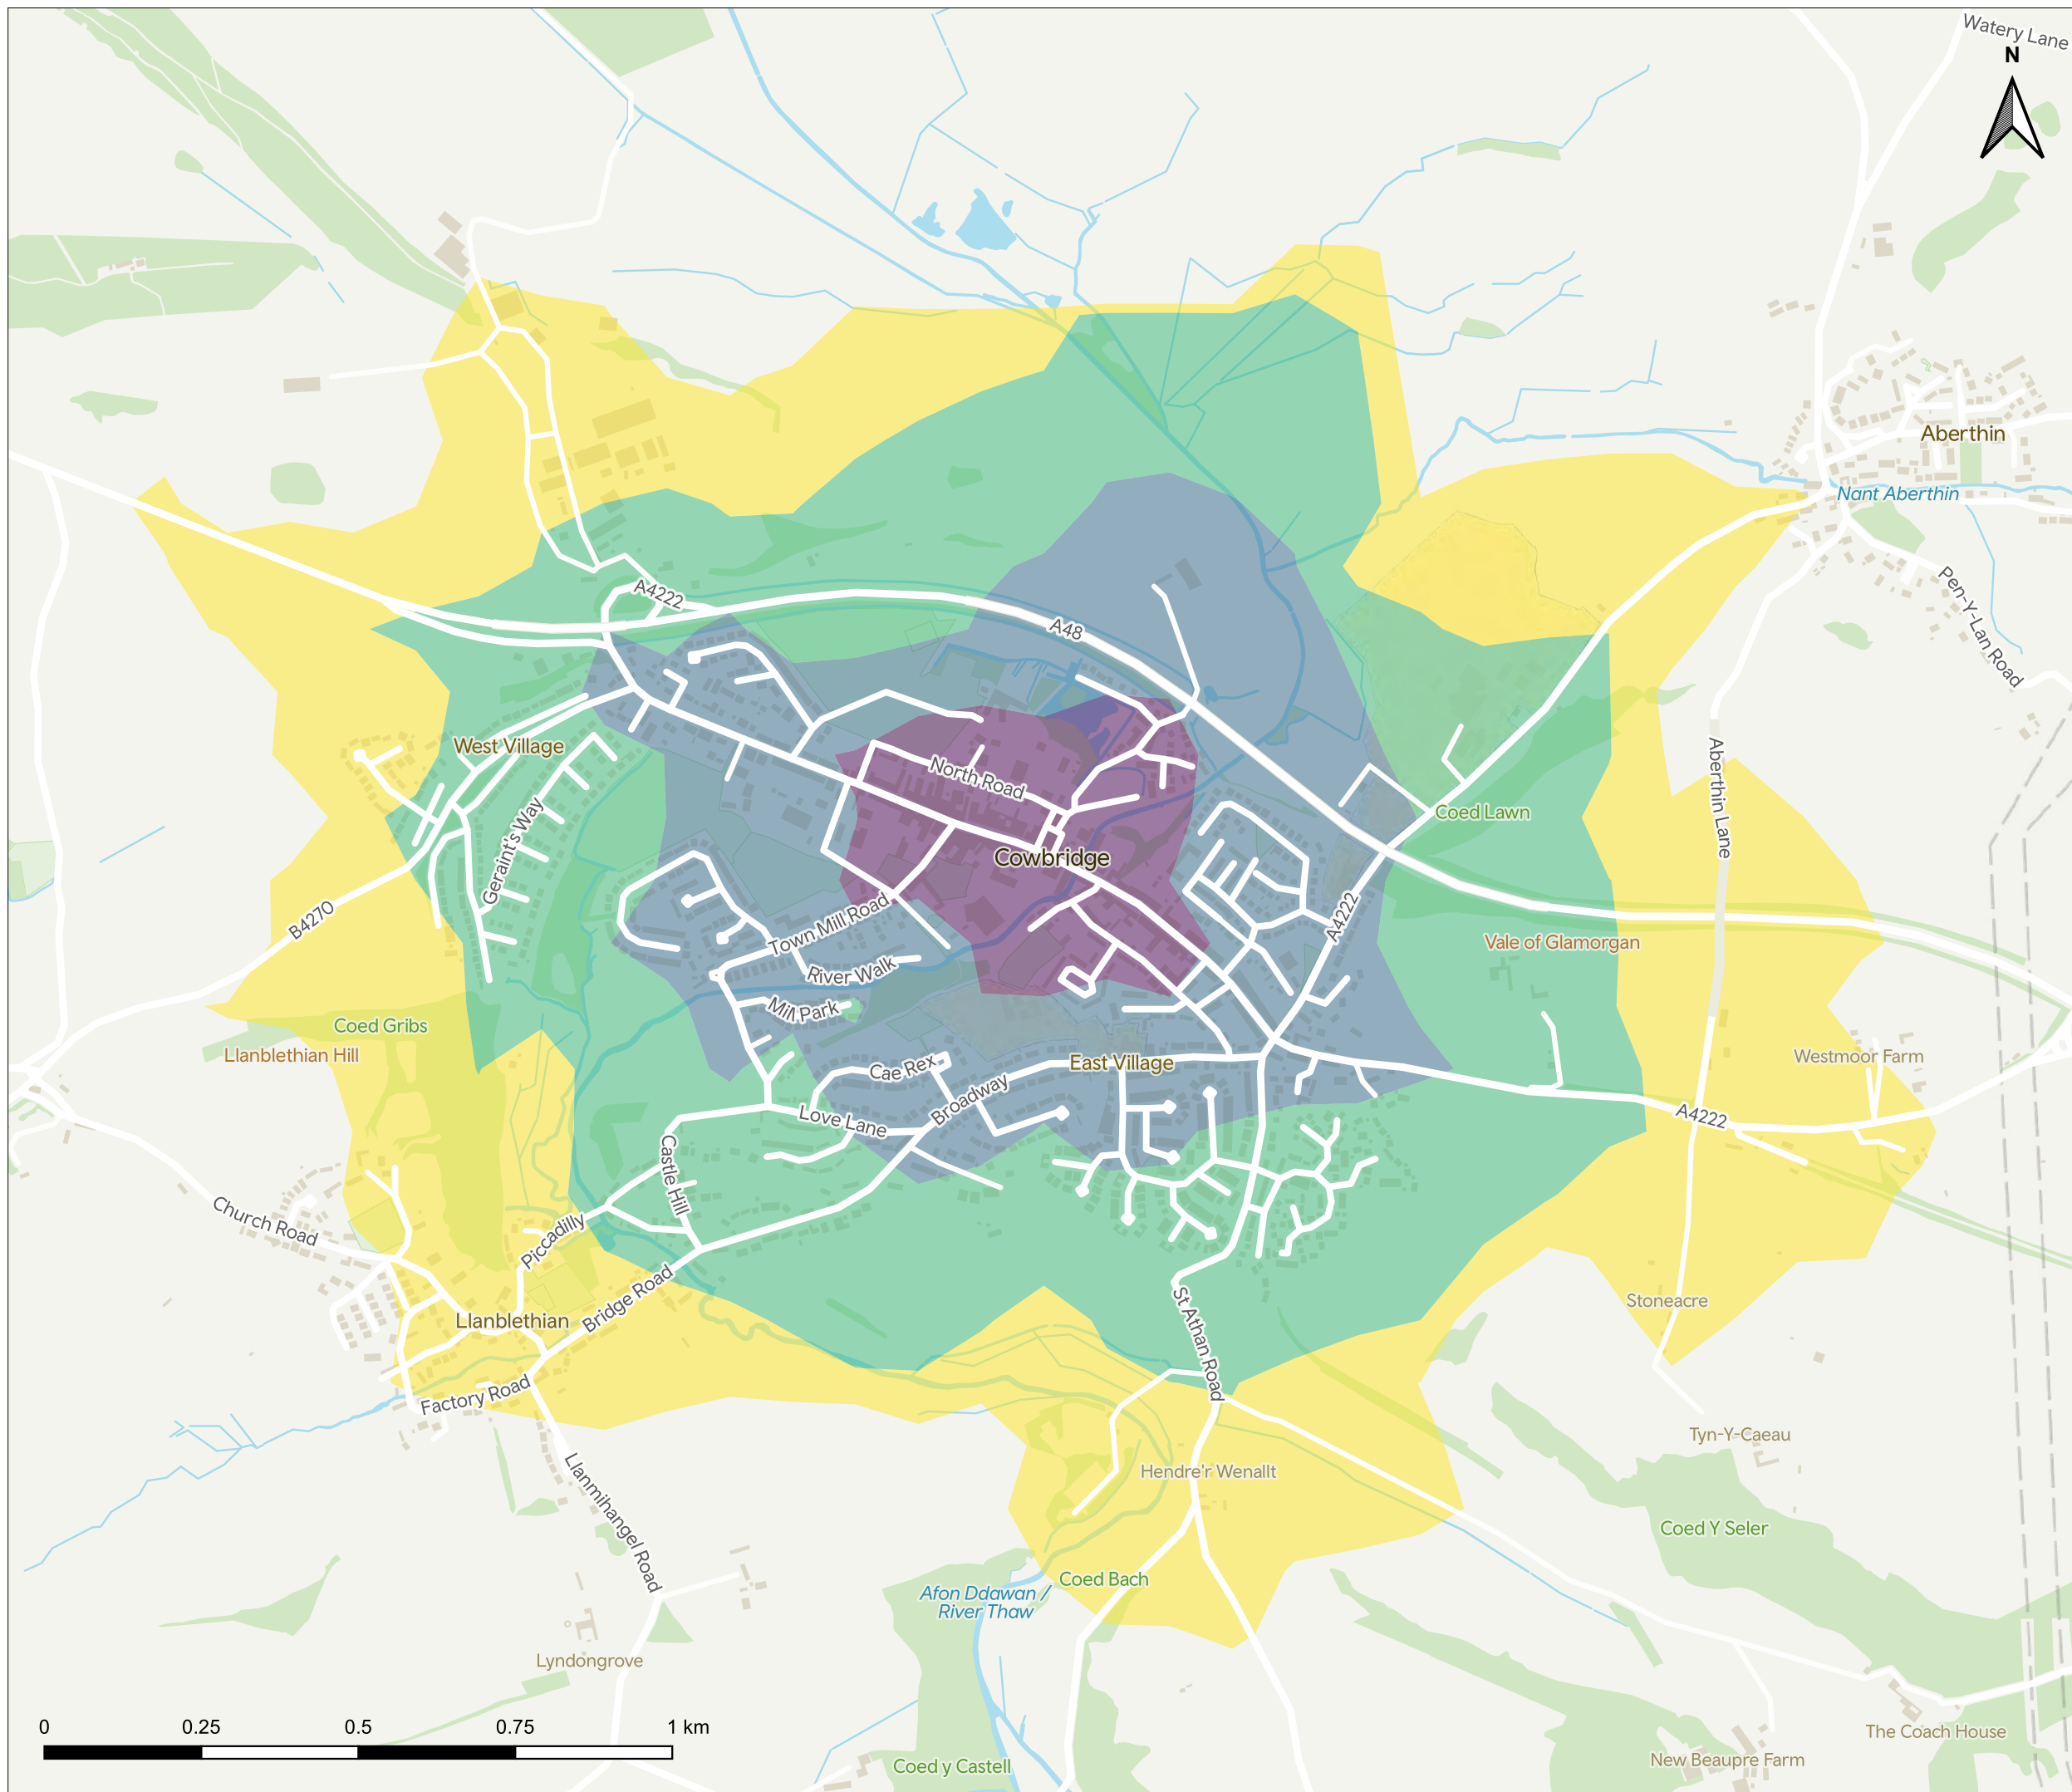 Watery Lane
N
Aberthin
Nant Aberthin
Pen-Y-Lan Road
A4222
A48
West Village
North Road
Aberthin Lane
Geraint's Way
Coed Lawn
Cowbridge
B4270
Town Mill Road
A4222
Vale of Glamorgan
River Walk
Mill Park
Coed Gribs
Llanblethian Hill
Cae Rex
East Village
Westmoor Farm
Broadway
Love Lane
A4222
Castle Hill
Church Road
Piccadilly
Bridge Road
Stoneacre
Llanblethian
St Athan Road
Factory Road
Tyn-Y-Caeau
Hendre'r Wenallt
Llanmihangel Road
Coed Y Seler
Coed Bach
Afon Ddawan /
River Thaw
Lyndongrove
0 0.25 0.5 0.75 1 km
The Coach House
New Beaupre Farm
Coed y Castell